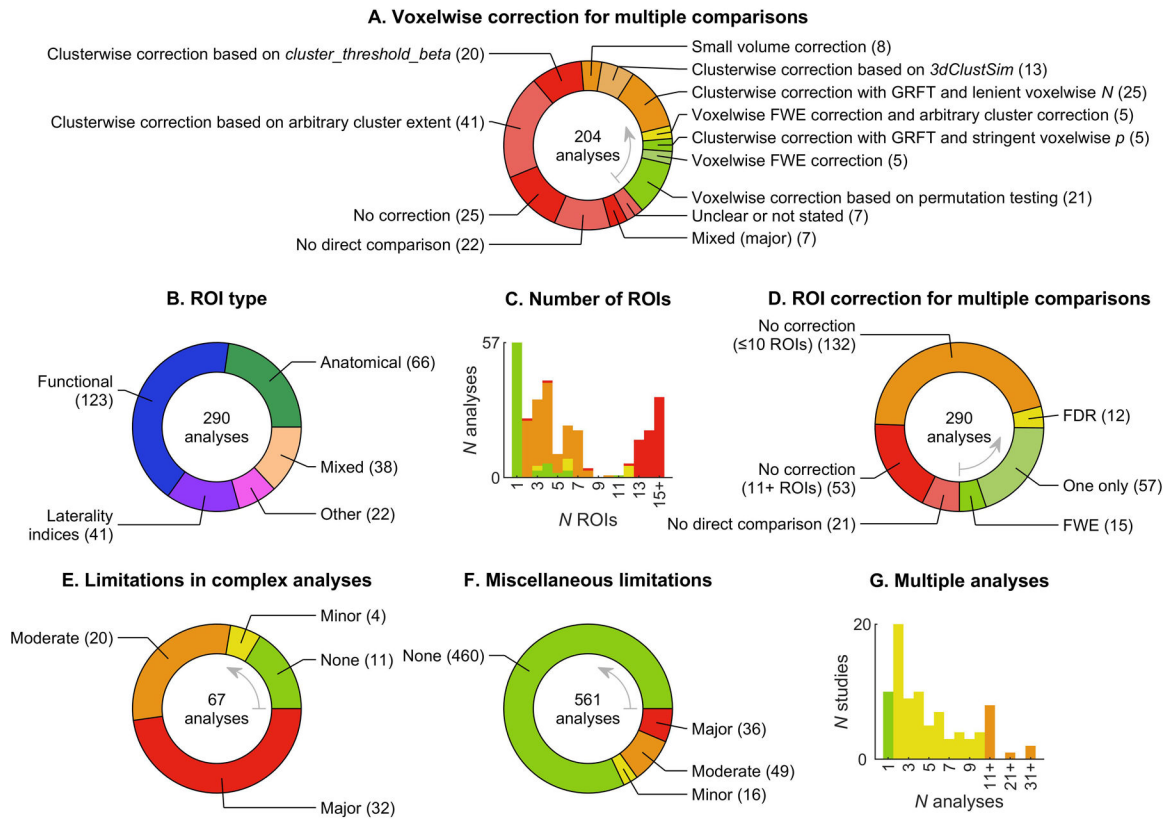 A. Voxelwise correction for multiple comparisons
Clusterwise correction based on cluster_threshold_beta (20)
Clusterwise correction based on arbitrary cluster extent (41)
No correction (25)
No direct comparison (22)
204
analyses
Small volume correction (8)
Clusterwise correction based on 3dClustSim (13)
Clusterwise correction with GRFT and lenient voxelwise N (25)
Voxelwise FWE correction and arbitrary cluster correction (5)
Clusterwise correction with GRFT and stringent voxelwise p (5)
Voxelwise FWE correction (5)
Voxelwise correction based on permutation testing (21)
Unclear or not stated (7)
Mixed (major) (7)
B. ROI type
Functional
(123)
Laterality
indices (41)
290
analyses
Anatomical (66)
Mixed (38)
Other (22)
C. Number of ROIs
N analyses
57
0
1
3
5
7
9
11
13
15+
N ROIs
D. ROI correction for multiple comparisons
No correction
(≤10 ROIs) (132)
No correction
(11+ ROIs) (53)
No direct comparison (21)
290
analyses
FDR (12)
One only (57)
FWE (15)
E. Limitations in complex analyses
Moderate (20)
67
analyses
Minor (4)
None (11)
Major (32)
F. Miscellaneous limitations
None (460)
561
analyses
Major (36)
Moderate (49)
Minor (16)
G. Multiple analyses
N studies
20
0
1
3
5
7
9
11+
21+
31+
N analyses